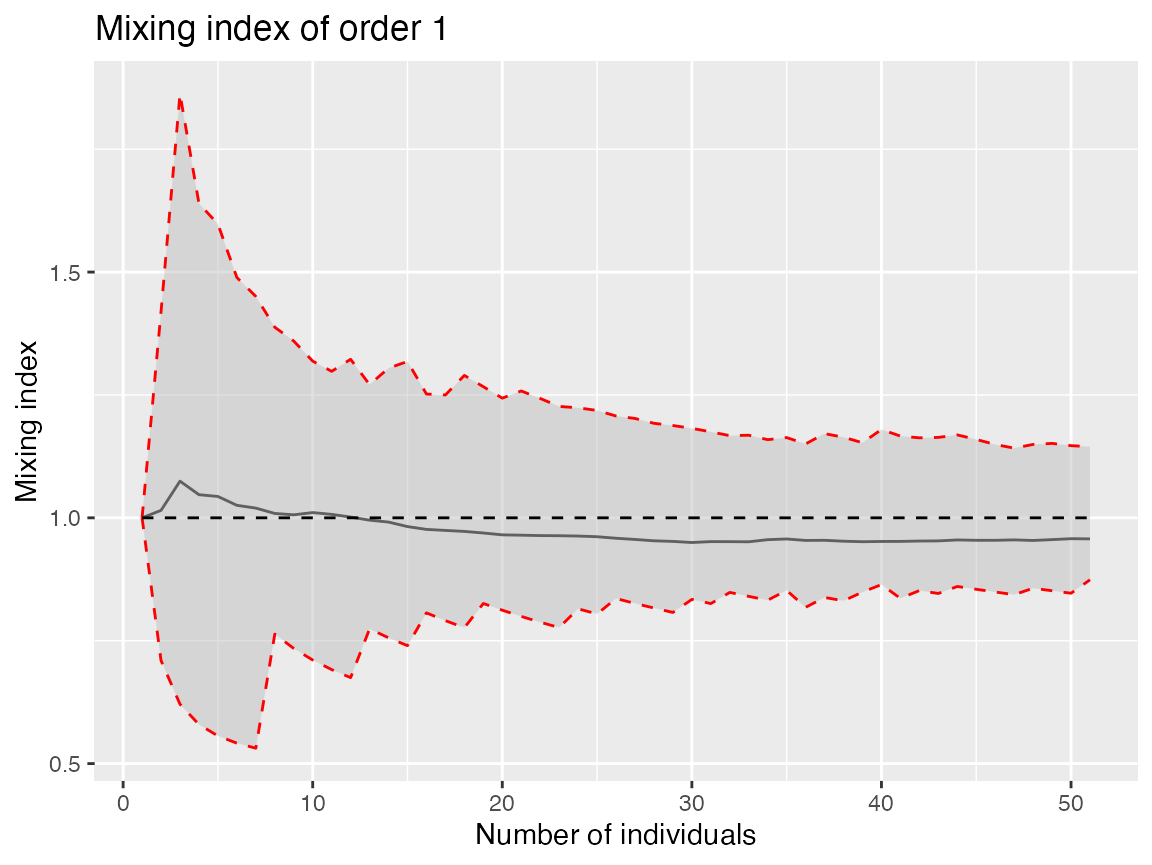 Mixing index of order 1
Mixing index
1.5
1.0
0.5
0 10 20 30 40 50
Number of individuals